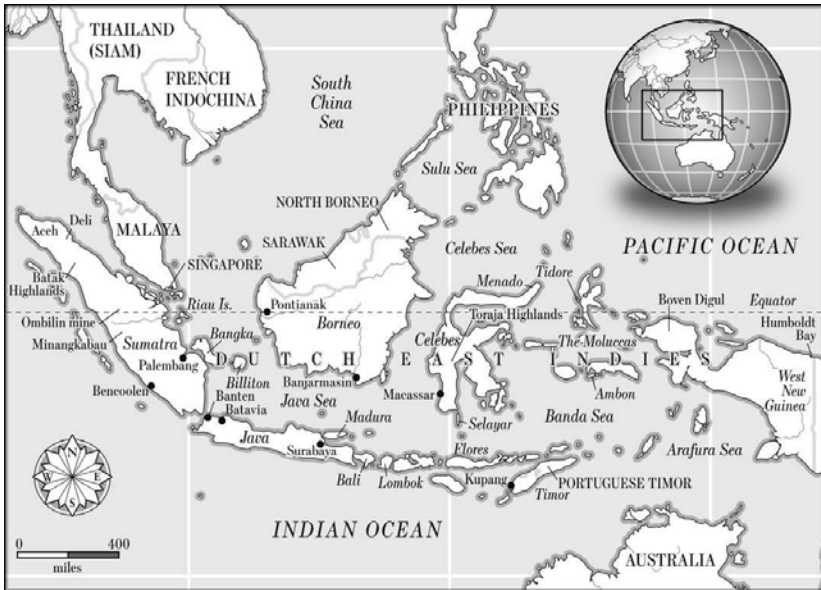 THAILAND
(SIAM)
FRENCH
INDOCHINA
South
China
Sea
PHILIPPINES
Sulu Sea
NORTH BORNEO
Aceh
Deli
MALAYA
SARAWAK
Celebes Sea
PACIFIC OCEAN
SINGAPORE
Batak
Highlands
Menado
Tidore
Riau Is.
Pontianak
Boven Digul
Equator
Ombilin mine
Toraja Highlands
Humboldt
Bay
Bangka
Borneo
Minangkabau
Sumatra
Celebes
The Moluccas
Palembang
DUTCH EAST INDIES
Billiton
Banjarmasin
Bencoolen
Macassar
Ambon
West
New
Guinea
Banten
Batavia
Java Sea
Madura
Selayar
Banda Sea
Java
Surabaya
Flores
Arafura Sea
N
W
E
S
Bali
Lombok
Kupang
Timor
PORTUGUESE TIMOR
INDIAN OCEAN
0
400
miles
AUSTRALIA